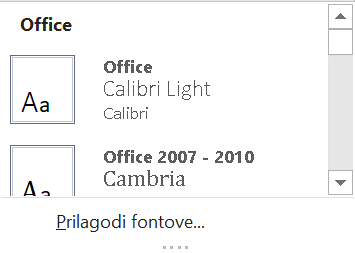 Office
Office
Calibri Light
Calibri
Aa
Office 2007 - 2010
Cambria
Aa
Prilagodi fontove...